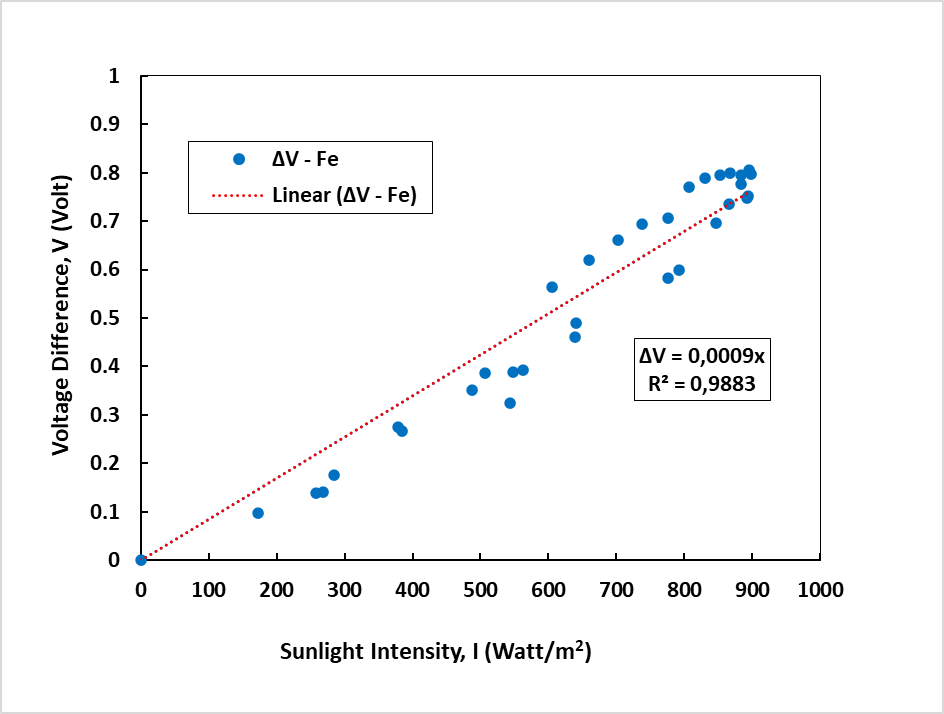 1
0.9
0.8
0.7
0.6
0.5
0.4
0.3
0.2
0.1
0
Voltage Difference, V (Volt)
ΔV - Fe
Linear (ΔV - Fe)
ΔV = 0,0009x
R² = 0,9883
0 100 200 300 400 500 600 700 800 900 1000
Sunlight Intensity, I (Watt/m²)